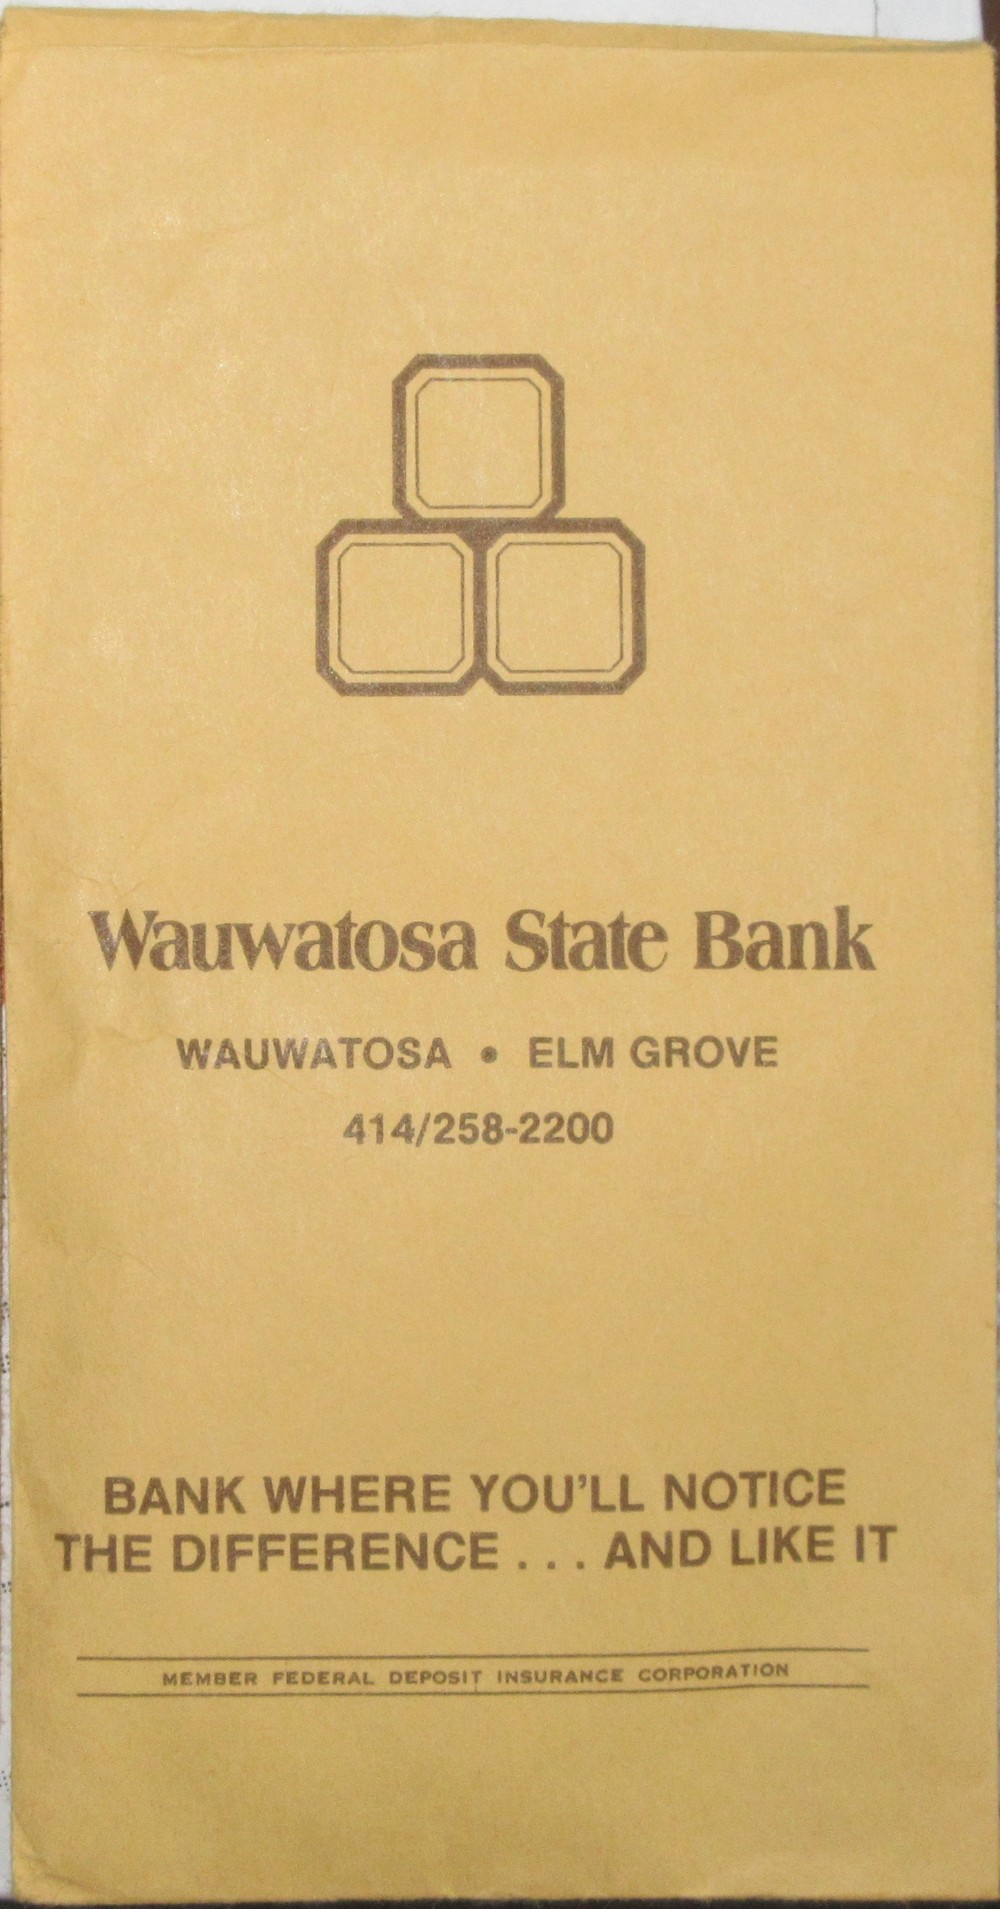 Wauwatosa State Bank
WAUWATOSA • ELM GROVE
414/258-2200
BANK WHERE YOU'LL NOTICE
THE DIFFERENCE . . . AND LIKE IT
MEMBER FEDERAL DEPOSIT INSURANCE CORPORATION